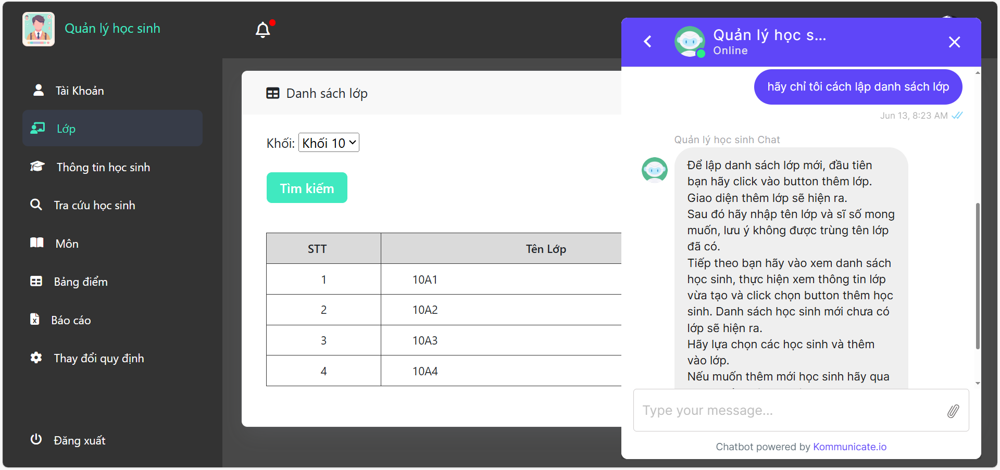 Quản lý học sinh
Tài Khoản
Lớp
Thông tin học sinh
Tra cứu học sinh
Môn
Bảng điểm
Báo cáo
Thay đổi quy định
Đăng xuất
Danh sách lớp
Khối: Khối 10
Tìm kiếm
STT Tên Lớp
1 10A1
2 10A2
3 10A3
4 10A4
Quản lý học s...
Online
hãy chỉ tôi cách lập danh sách lớp
Jun 13, 8:23 AM
Quản lý học sinh Chat
Để lập danh sách lớp mới, đầu tiên
bạn hãy click vào button thêm lớp.
Giao diện thêm lớp sẽ hiện ra.
Sau đó hãy nhập tên lớp và sĩ số mong
muốn, lưu ý không được trùng tên lớp
đã có.
Tiếp theo bạn hãy vào xem danh sách
học sinh, thực hiện xem thông tin lớp
vừa tạo và click chọn button thêm học
sinh. Danh sách học sinh mới chưa có
lớp sẽ hiện ra.
Hãy lựa chọn các học sinh và thêm
vào lớp.
Nếu muốn thêm mới học sinh hãy qua
Type your message...
Chatbot powered by Kommunicate.io